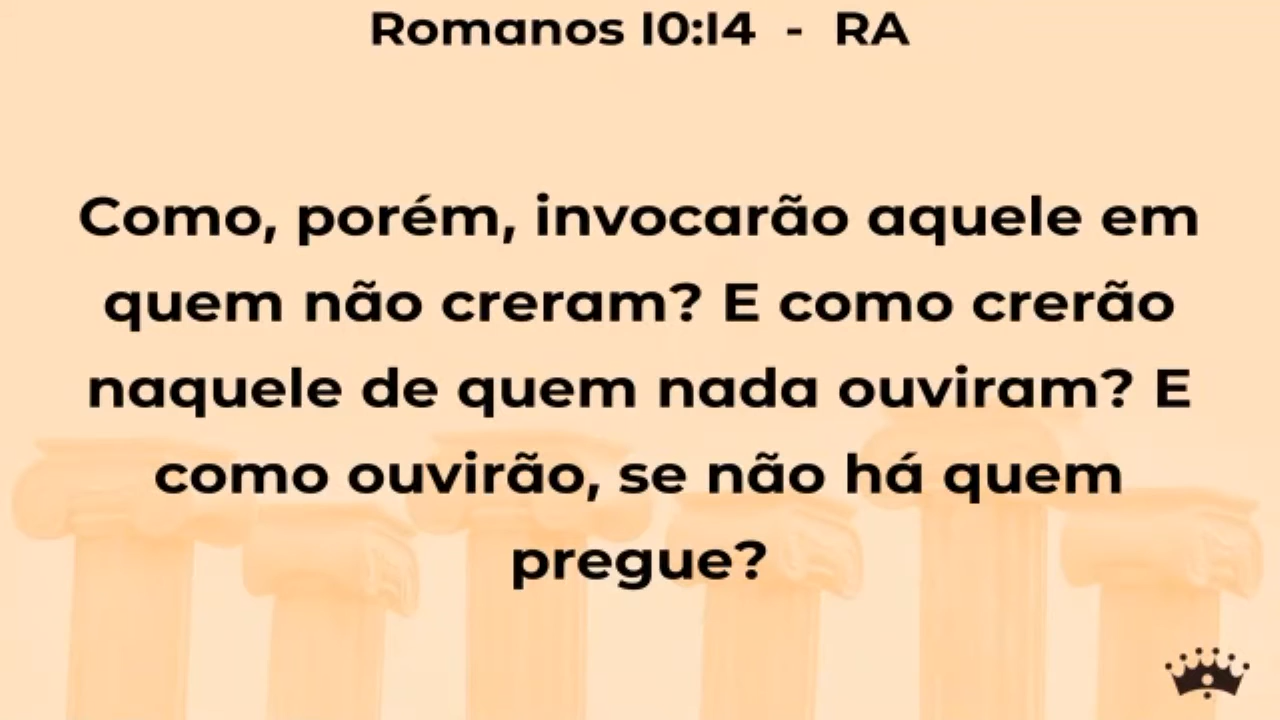 Romanos 10:14 - RA
Como, porém, invocarão aquele em
quem não creram? E como crerão
naquele de quem nada ouviram? E
como ouvirão, se não há quem
pregue?